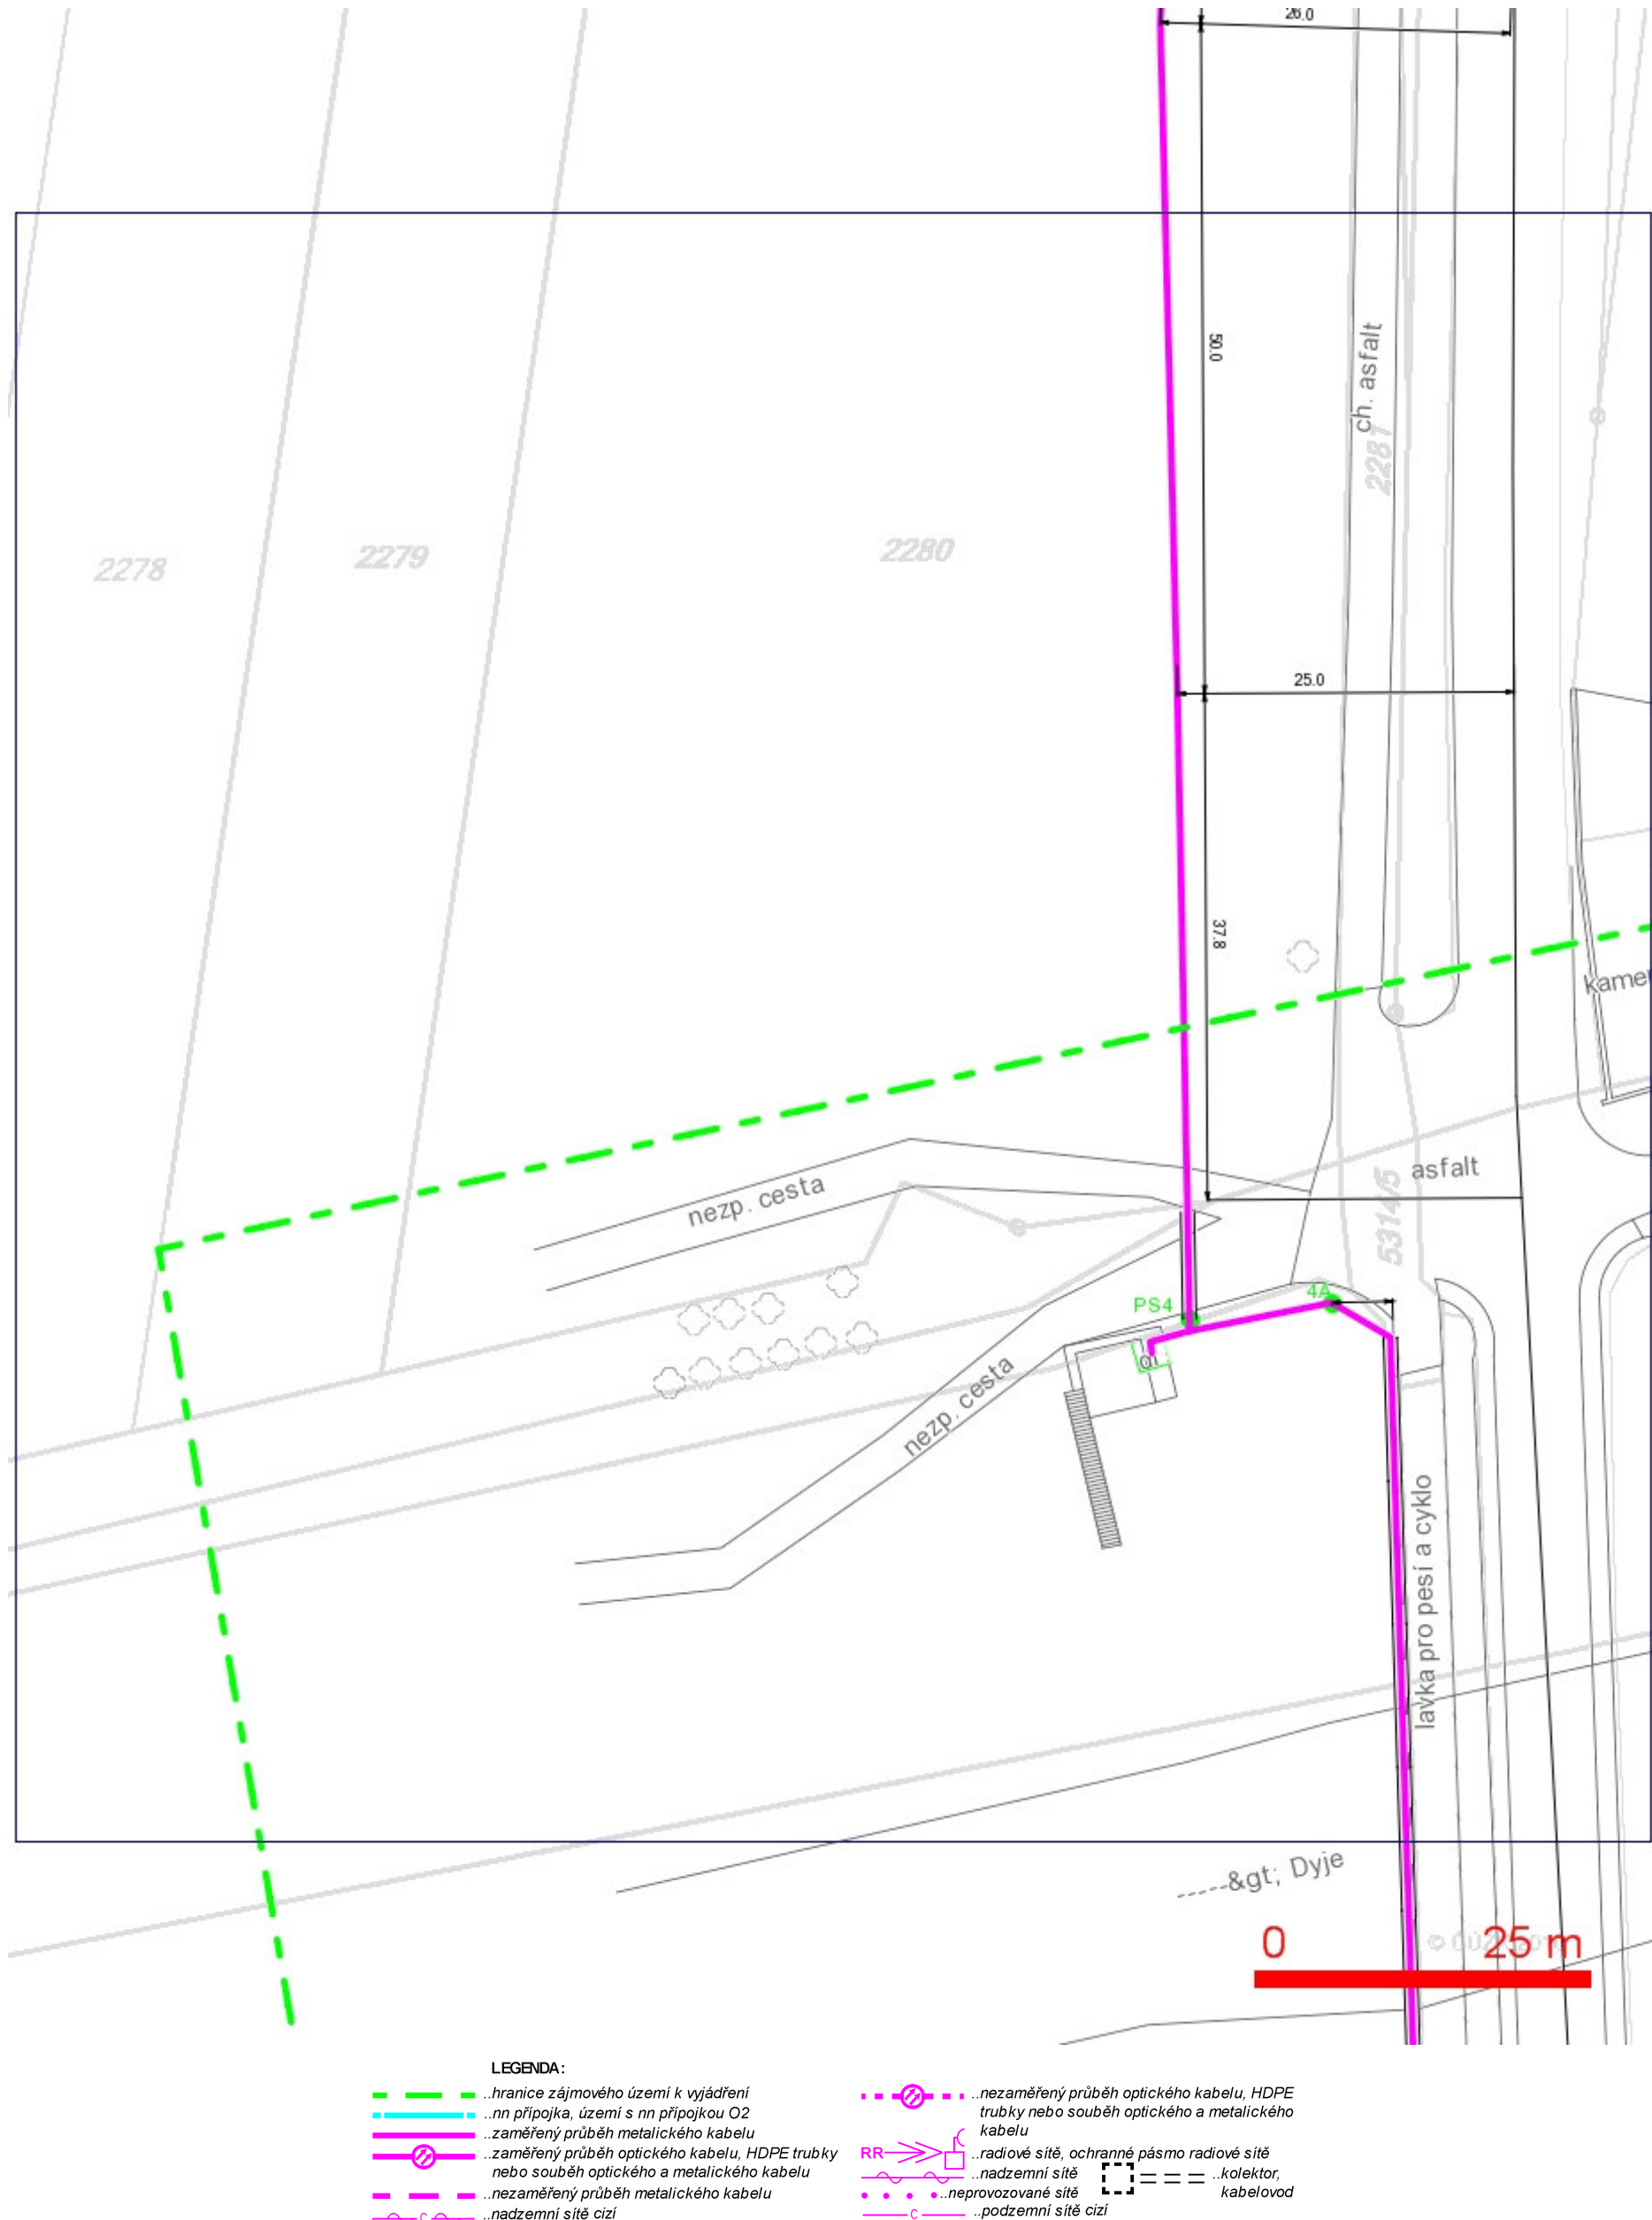 26.0
50.0
ch. asfalt
2281
2278
2279
2280
25.0
37.8
asfalt
nezp. cesta
5314/5
PS4
4A
nezp. cesta
lavka pro pesi a cyklo
-----&gt; Dyje
0 25 m
LEGENDA:
..hranice zájmového území k vyjádření
..nn přípojka, území s nn přípojkou O2
..zaměřený průběh metalického kabelu
..zaměřený průběh optického kabelu, HDPE trubky
nebo souběh optického a metalického kabelu
..nezaměřený průběh metalického kabelu
C ..nadzemní sítě cizí
..nezaměřený průběh optického kabelu, HDPE
trubky nebo souběh optického a metalického
kabelu
RR ..radiové sítě, ochranné pásmo radiové sítě
..nadzemní sítě
..kolektor,
kabelovod
..neprovozované sítě
C ..podzemní sítě cizí